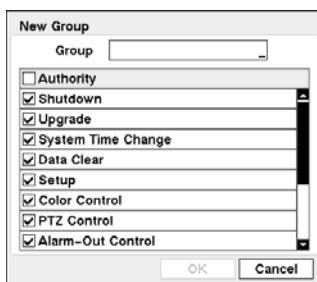 New Group
Group
Authority
Shutdown
Upgrade
System Time Change
Data Clear
Setup
Color Control
PTZ Control
Alarm-Out Control
OK Cancel